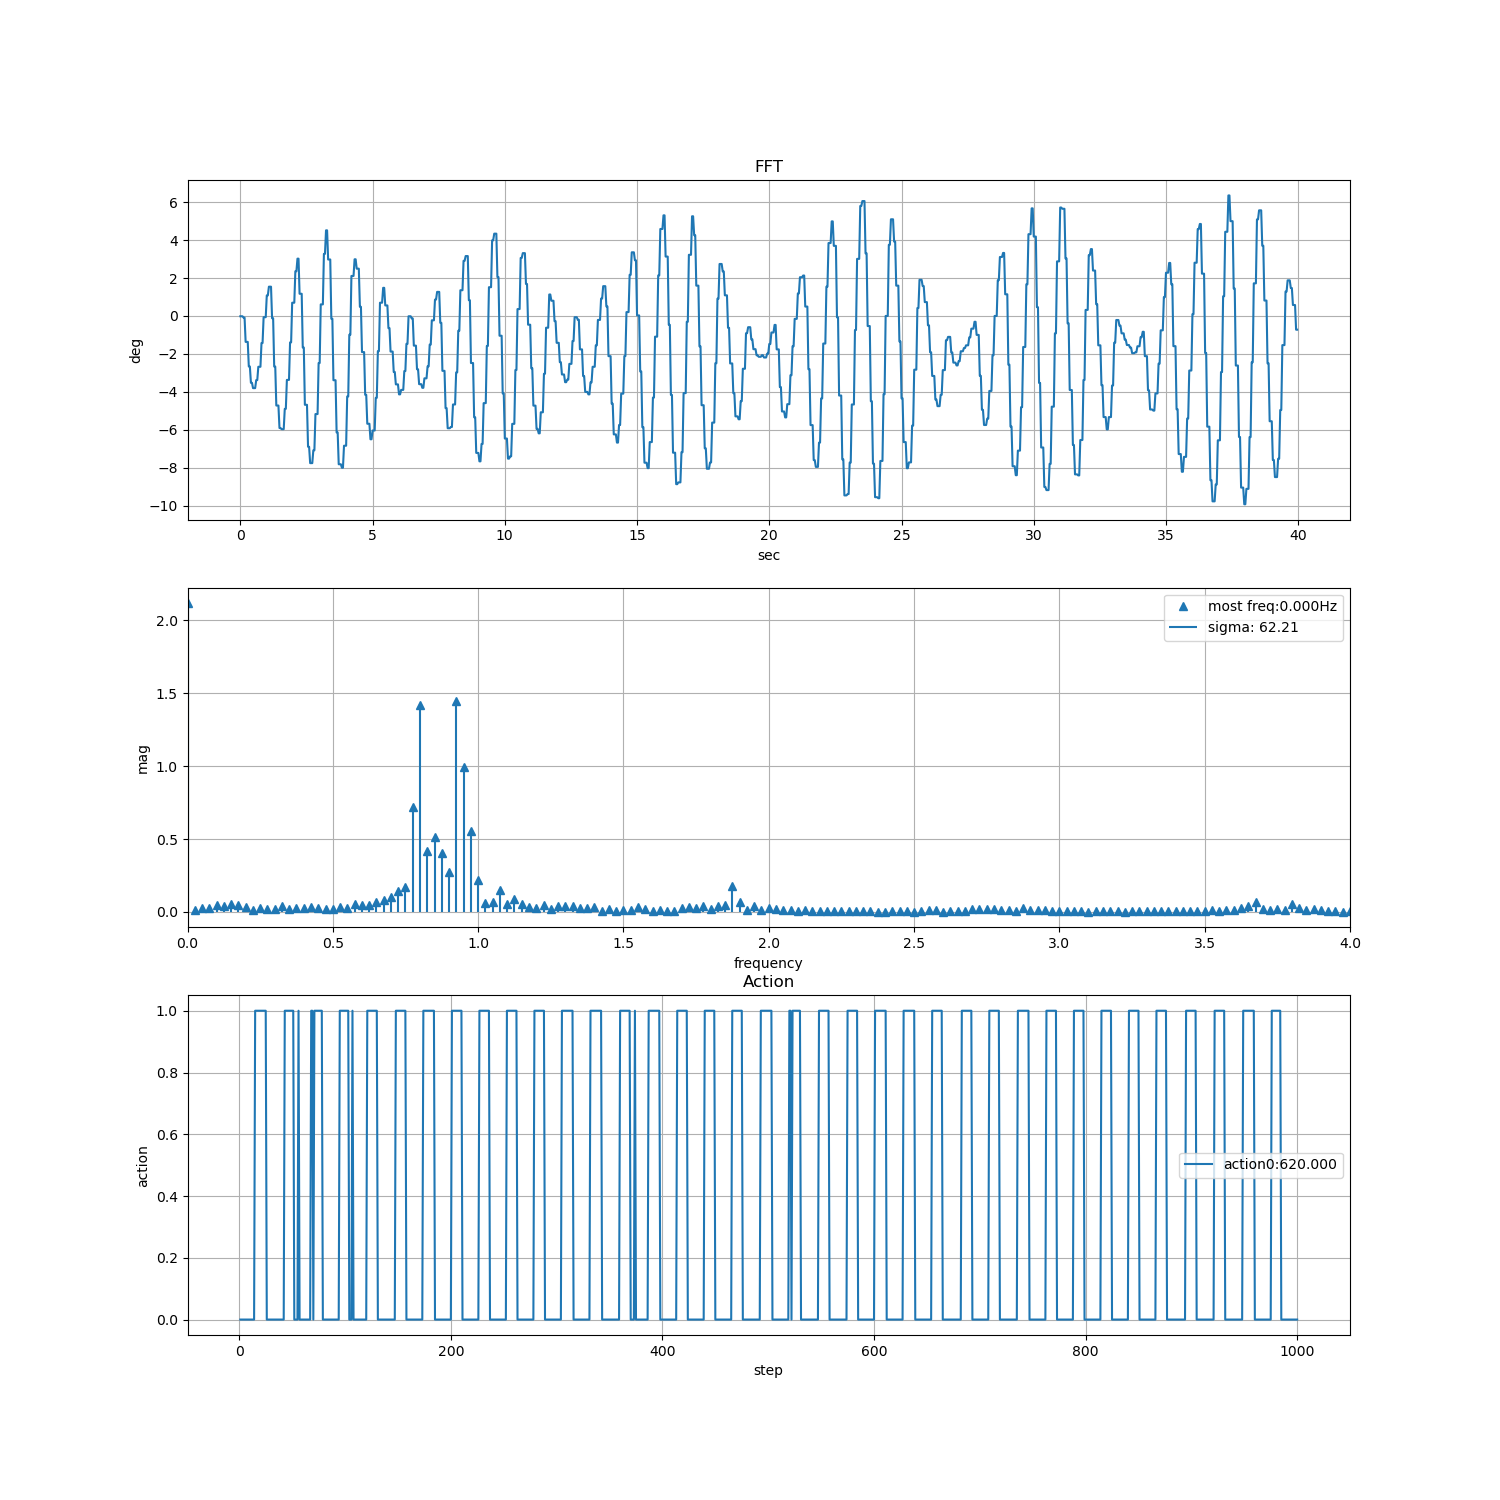 FFT
6
4
2
0
−2
−4
−6
−8
−10
deg
0 5 10 15 20 25 30 35 40
sec
2.0
1.5
1.0
0.5
0.0
mag
most freq:0.000Hz
sigma: 62.21
0.0 0.5 1.0 1.5 2.0 2.5 3.0 3.5 4.0
frequency
Action
1.0
0.8
0.6
0.4
0.2
0.0
action
action0:620.000
0 200 400 600 800 1000
step